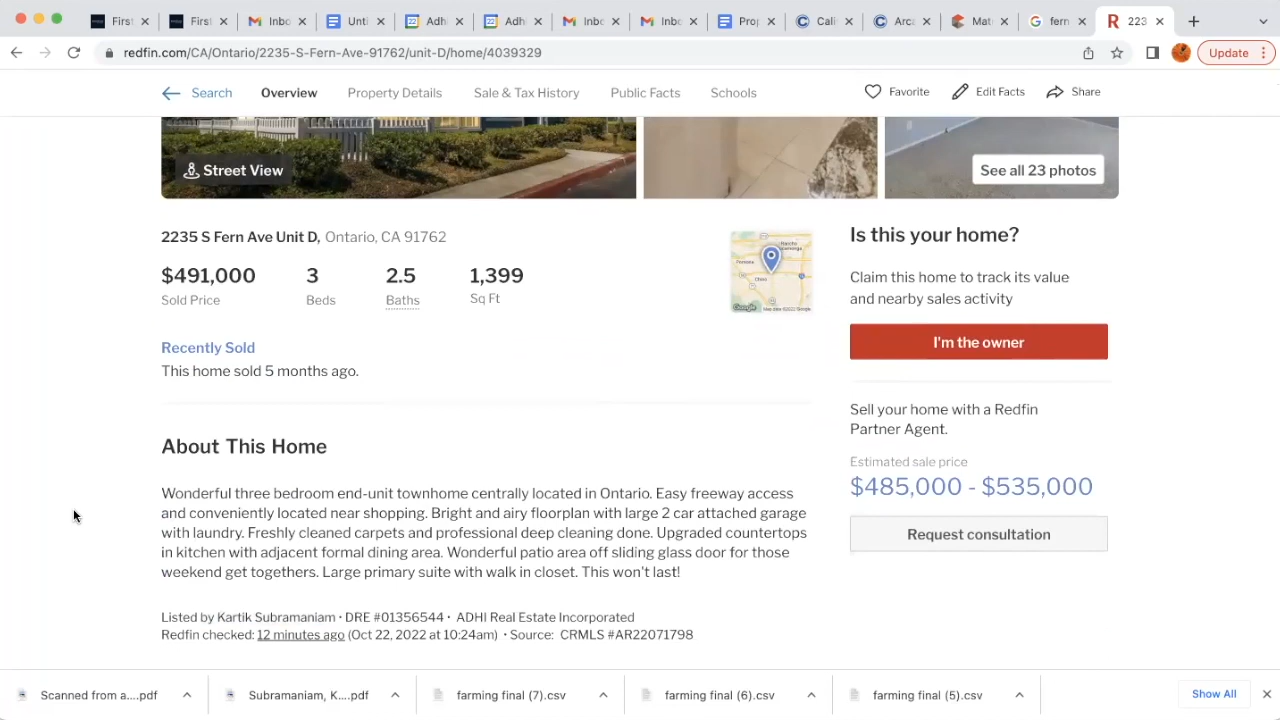 First
First
Inbo
Unti
Adhi
Adh
Inbo
Inbo
Prop
Cali
Arca
Mat
fern
223
redfin.com/CA/Ontario/2235-S-Fern-Ave-91762/unit-D/home/4039329
Update
Search
Overview
Property Details
Sale & Tax History
Public Facts
Schools
Favorite
Edit Facts
Share
Street View
See all 23 photos
2235 S Fern Ave Unit D, Ontario, CA 91762
$491,000
3
2.5
1,399
Sold Price
Beds
Baths
Sq Ft
Google
Recently Sold
This home sold 5 months ago.
About This Home
Wonderful three bedroom end-unit townhome centrally located in Ontario. Easy freeway access
and conveniently located near shopping. Bright and airy floorplan with large 2 car attached garage
with laundry. Freshly cleaned carpets and professional deep cleaning done. Upgraded countertops
in kitchen with adjacent formal dining area. Wonderful patio area off sliding glass door for those
weekend get togethers. Large primary suite with walk in closet. This won't last!
Listed by Kartik Subramaniam • DRE #01356544 • ADHI Real Estate Incorporated
Redfin checked: 12 minutes ago (Oct 22, 2022 at 10:24am) • Source: CRMLS #AR22071798
Is this your home?
Claim this home to track its value
and nearby sales activity
I'm the owner
Sell your home with a Redfin
Partner Agent.
Estimated sale price
$485,000 - $535,000
Request consultation
Scanned from a....pdf
Subramaniam, K....pdf
farming final (7).csv
farming final (6).csv
farming final (5).csv
Show All